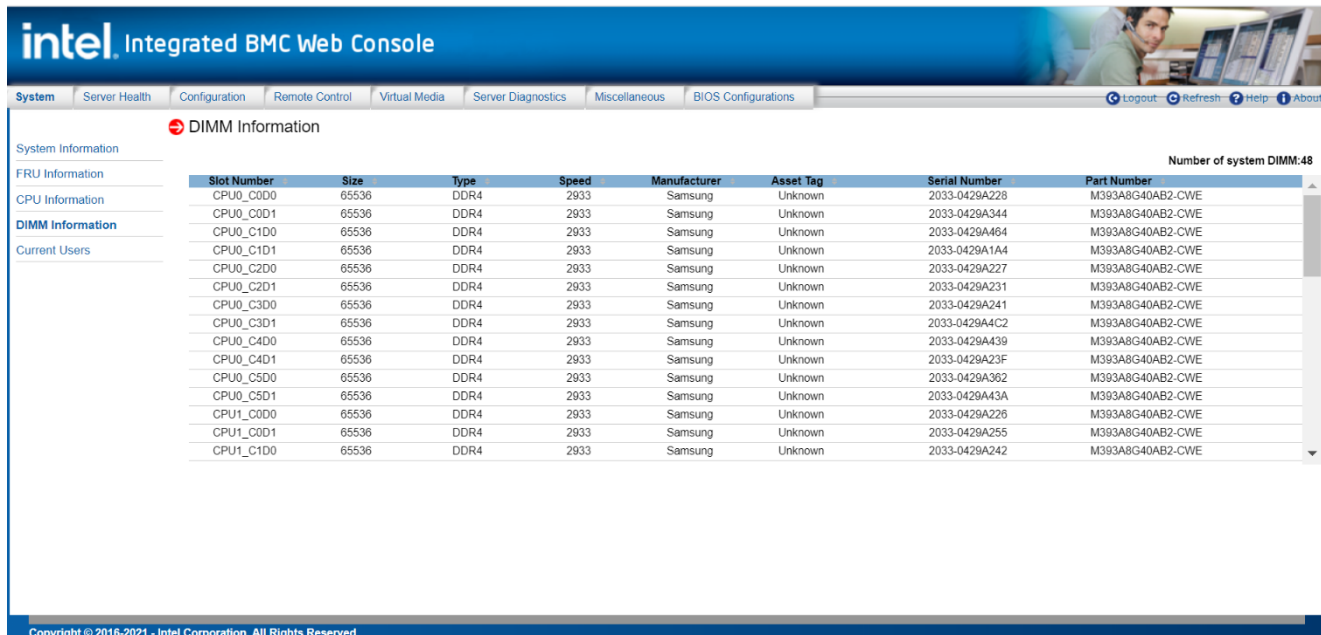 intel. Integrated BMC Web Console
System Server Health Configuration Remote Control Virtual Media Server Diagnostics Miscellaneous BIOS Configurations Logout Refresh Help About
DIMM Information
System Information
FRU Information
CPU Information
DIMM Information
Current Users
Number of system DIMM:48
Slot Number Size Type Speed Manufacturer Asset Tag Serial Number Part Number
CPU0_C0D0 65536 DDR4 2933 Samsung Unknown 2033-0429A228 M393A8G40AB2-CWE
CPU0_C0D1 65536 DDR4 2933 Samsung Unknown 2033-0429A344 M393A8G40AB2-CWE
CPU0_C1D0 65536 DDR4 2933 Samsung Unknown 2033-0429A464 M393A8G40AB2-CWE
CPU0_C1D1 65536 DDR4 2933 Samsung Unknown 2033-0429A1A4 M393A8G40AB2-CWE
CPU0_C2D0 65536 DDR4 2933 Samsung Unknown 2033-0429A227 M393A8G40AB2-CWE
CPU0_C2D1 65536 DDR4 2933 Samsung Unknown 2033-0429A231 M393A8G40AB2-CWE
CPU0_C3D0 65536 DDR4 2933 Samsung Unknown 2033-0429A241 M393A8G40AB2-CWE
CPU0_C3D1 65536 DDR4 2933 Samsung Unknown 2033-0429A4C2 M393A8G40AB2-CWE
CPU0_C4D0 65536 DDR4 2933 Samsung Unknown 2033-0429A439 M393A8G40AB2-CWE
CPU0_C4D1 65536 DDR4 2933 Samsung Unknown 2033-0429A23F M393A8G40AB2-CWE
CPU0_C5D0 65536 DDR4 2933 Samsung Unknown 2033-0429A362 M393A8G40AB2-CWE
CPU0_C5D1 65536 DDR4 2933 Samsung Unknown 2033-0429A43A M393A8G40AB2-CWE
CPU1_C0D0 65536 DDR4 2933 Samsung Unknown 2033-0429A226 M393A8G40AB2-CWE
CPU1_C0D1 65536 DDR4 2933 Samsung Unknown 2033-0429A255 M393A8G40AB2-CWE
CPU1_C1D0 65536 DDR4 2933 Samsung Unknown 2033-0429A242 M393A8G40AB2-CWE
Copyright © 2016-2021 - Intel Corporation. All Rights Reserved